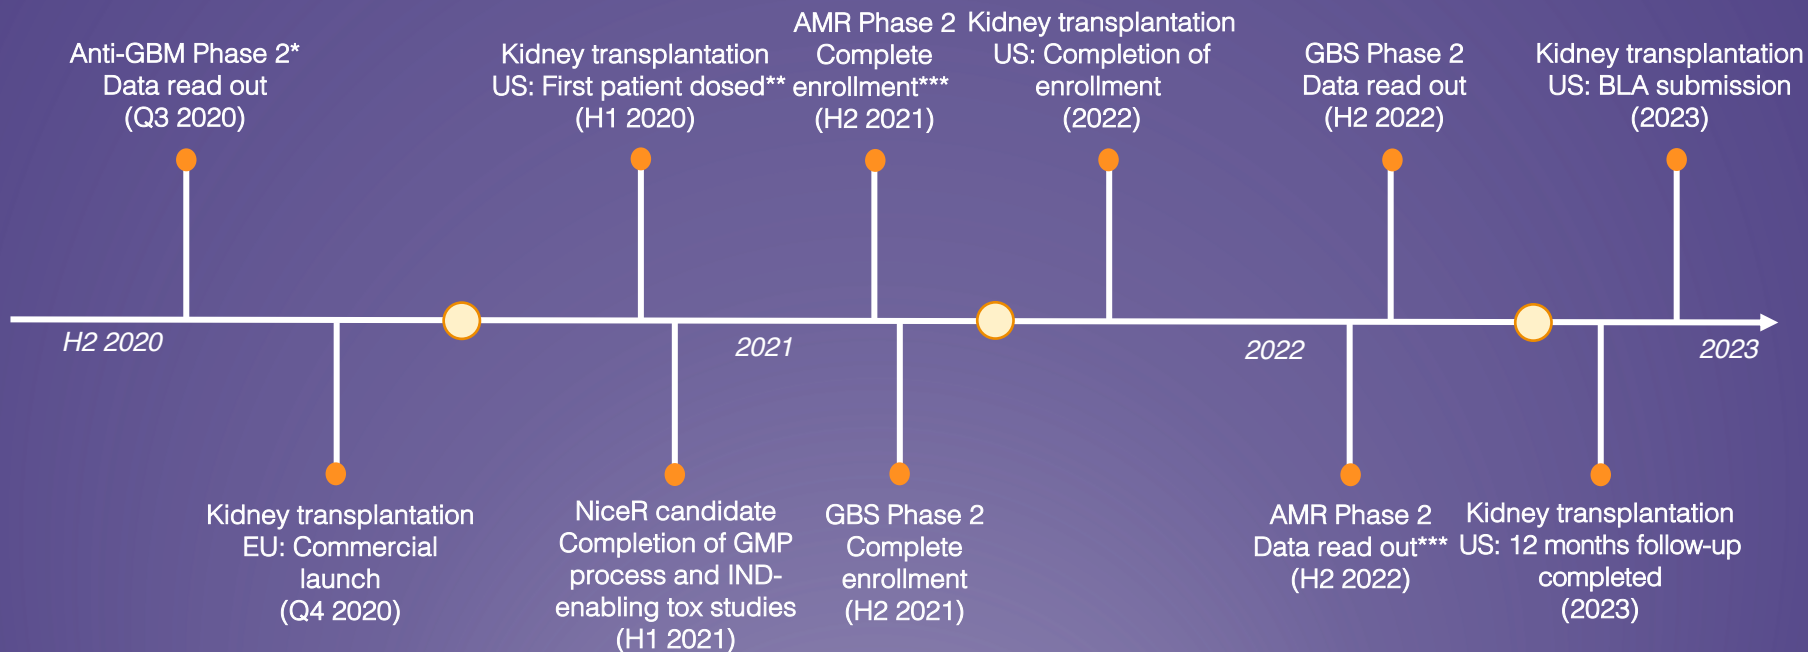 Anti-GBM Phase 2*
Data read out
(Q3 2020)
Kidney transplantation
US: First patient dosed**
(H1 2020)
AMR Phase 2
Complete
enrollment***
(H2 2021)
Kidney transplantation
US: Completion of
enrollment
(2022)
GBS Phase 2
Data read out
(H2 2022)
Kidney transplantation
US: BLA submission
(2023)
H2 2020
2021
2022
2023
Kidney transplantation
EU: Commercial
launch
(Q4 2020)
NiceR candidate
Completion of GMP
process and IND-
enabling tox studies
(H1 2021)
GBS Phase 2
Complete
enrollment
(H2 2021)
AMR Phase 2
Data read out***
(H2 2022)
Kidney transplantation
US: 12 months follow-up
completed
(2023)